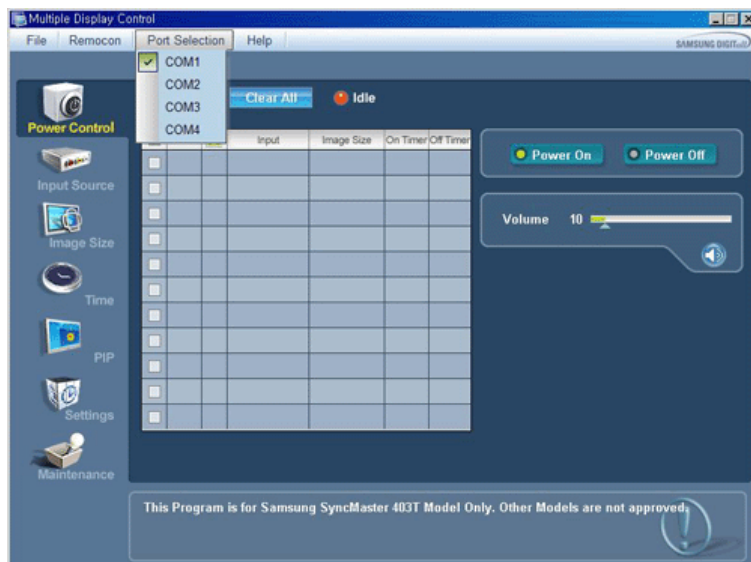 Multiple Display Control
File Remocon Port Selection Help
SAMSUNG DIGITall
COM1
COM2
COM3
COM4
Clear All Idle
Input Image Size On Timer Off Timer
Power Control
Input Source
Image Size
Time
PIP
Settings
Maintenance
Power On Power Off
Volume 10
This Program is for Samsung SyncMaster 403T Model Only. Other Models are not approved.